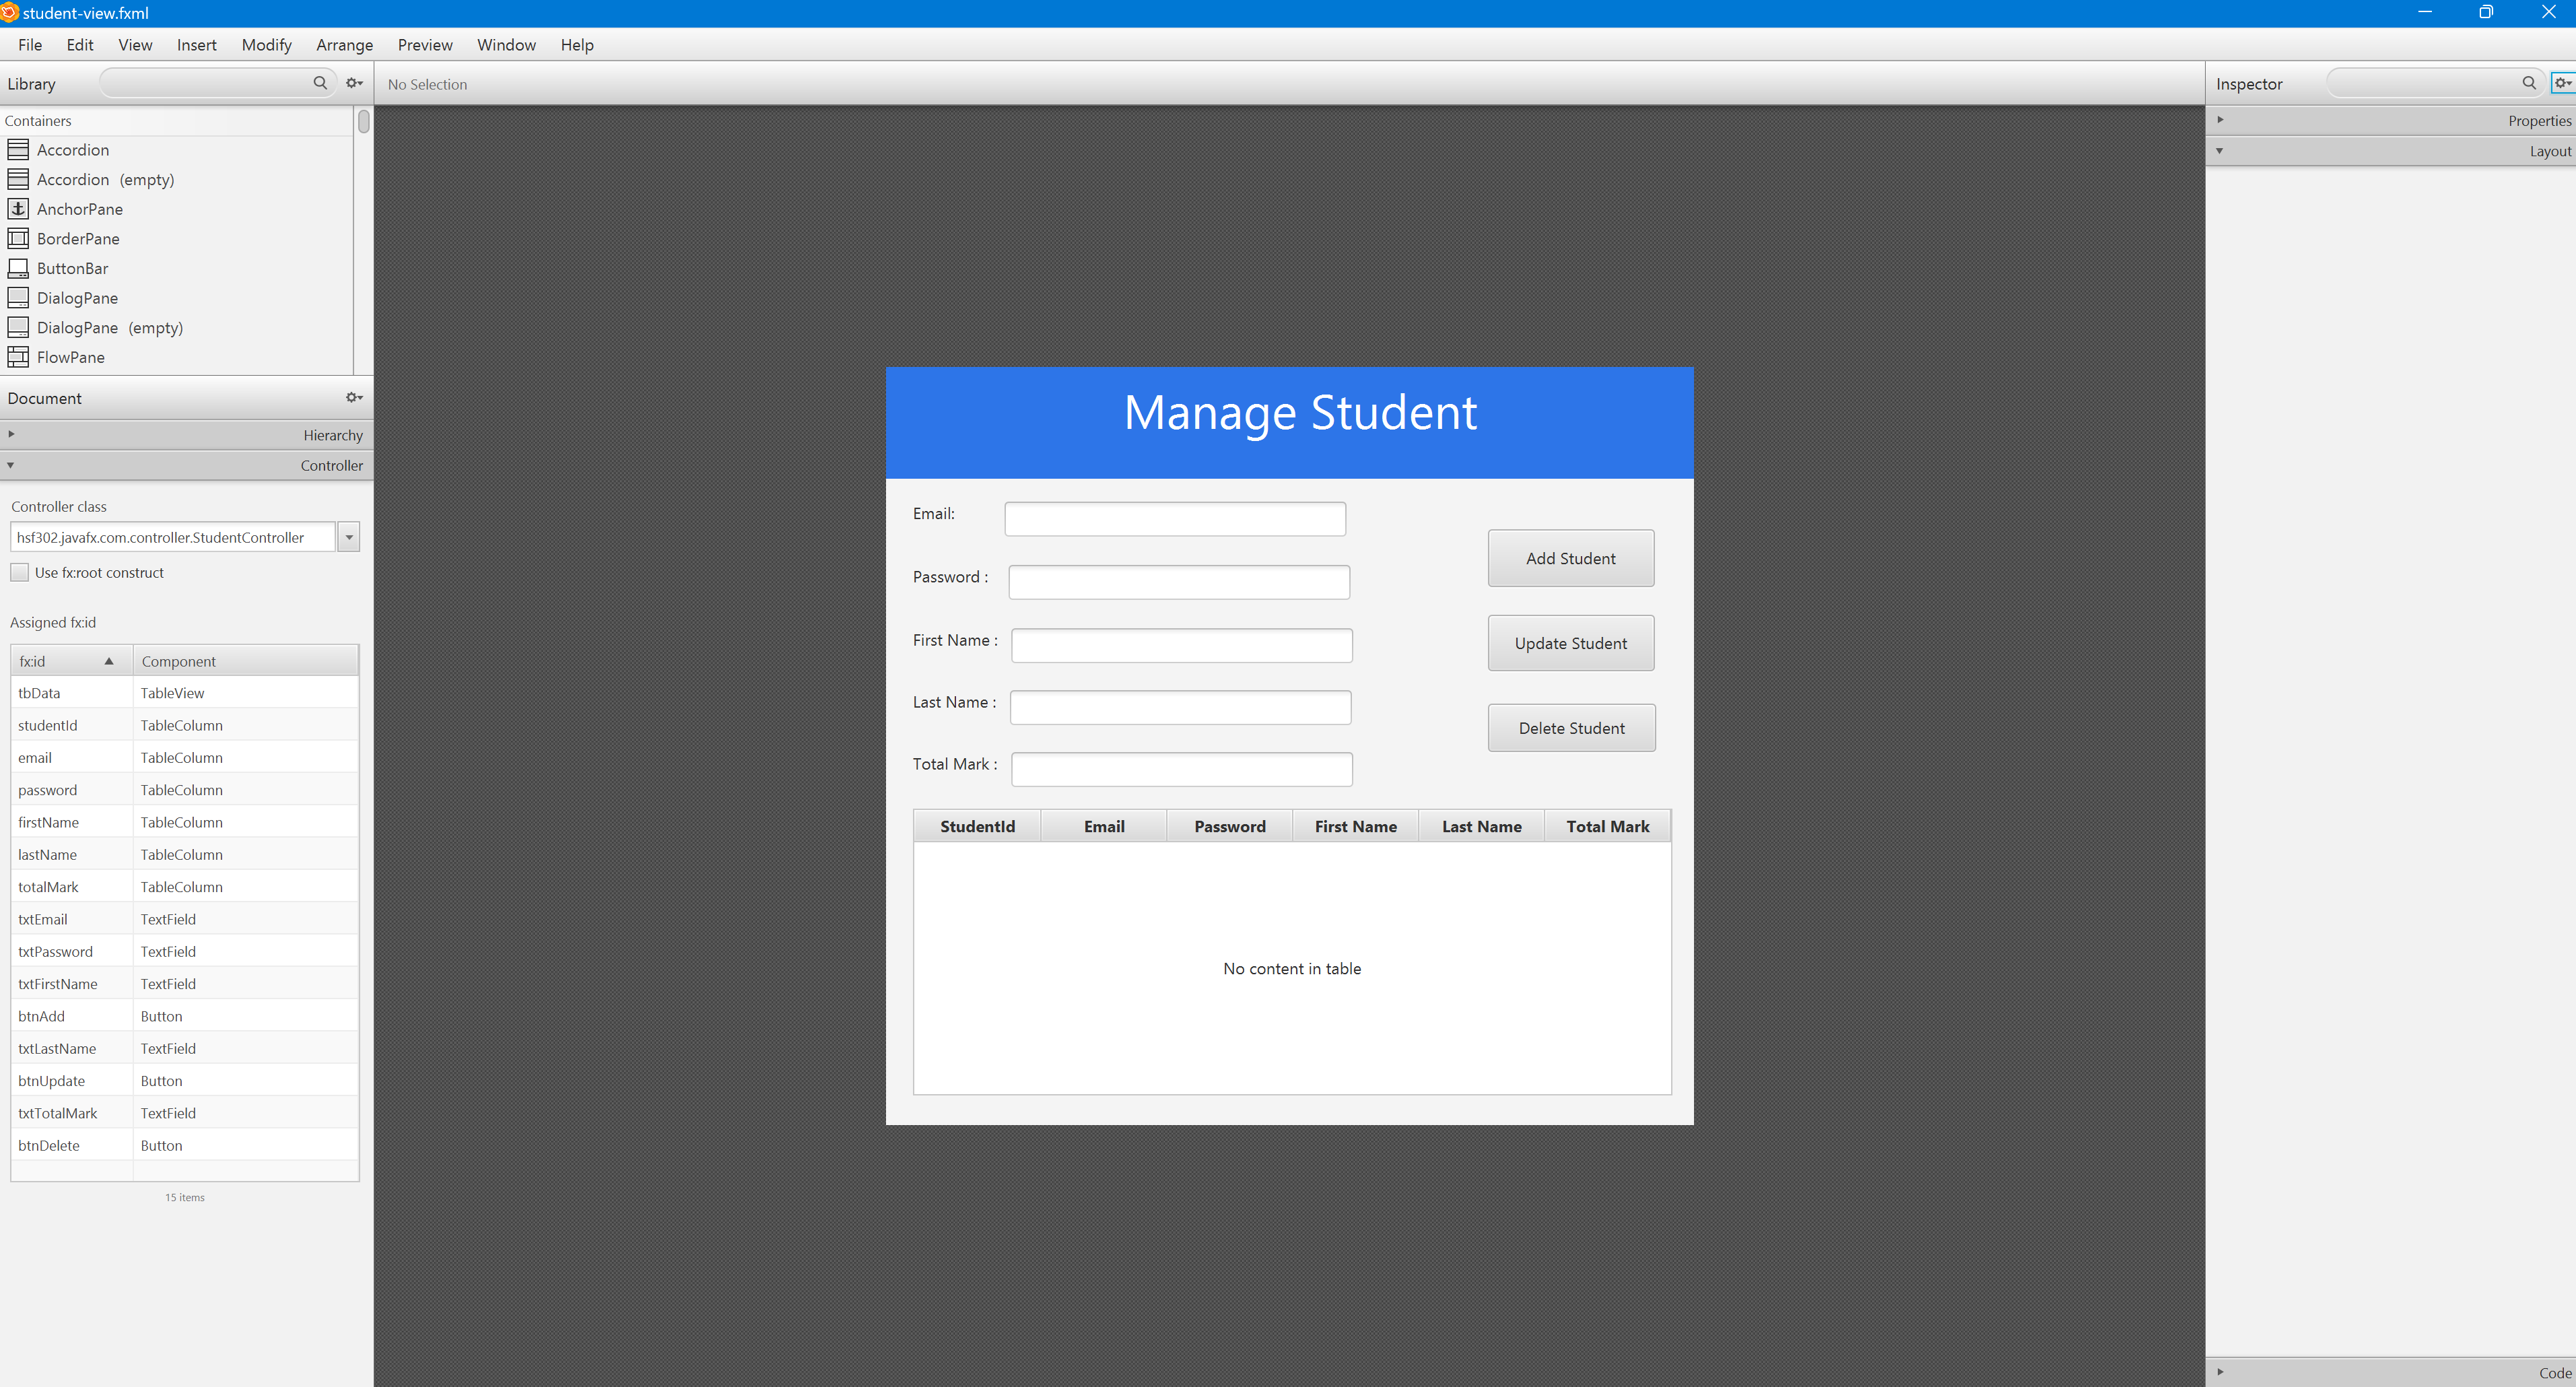 student-view.fxml
File Edit View Insert Modify Arrange Preview Window Help
Library
No Selection
Inspector
Containers
Accordion
Accordion (empty)
AnchorPane
BorderPane
ButtonBar
DialogPane
DialogPane (empty)
FlowPane
Document
Hierarchy
Controller
Controller class
hsf302.javafx.com.controller.StudentController
Use fx:root construct
Assigned fx:id
fx:id Component
tbData TableView
studentId TableColumn
email TableColumn
password TableColumn
firstName TableColumn
lastName TableColumn
totalMark TableColumn
txtEmail TextField
txtPassword TextField
txtFirstName TextField
btnAdd Button
txtLastName TextField
btnUpdate Button
txtTotalMark TextField
btnDelete Button
15 items
Manage Student
Email:
Password :
First Name :
Last Name :
Total Mark :
Add Student
Update Student
Delete Student
StudentId Email Password First Name Last Name Total Mark
No content in table
Properties
Layout
Code